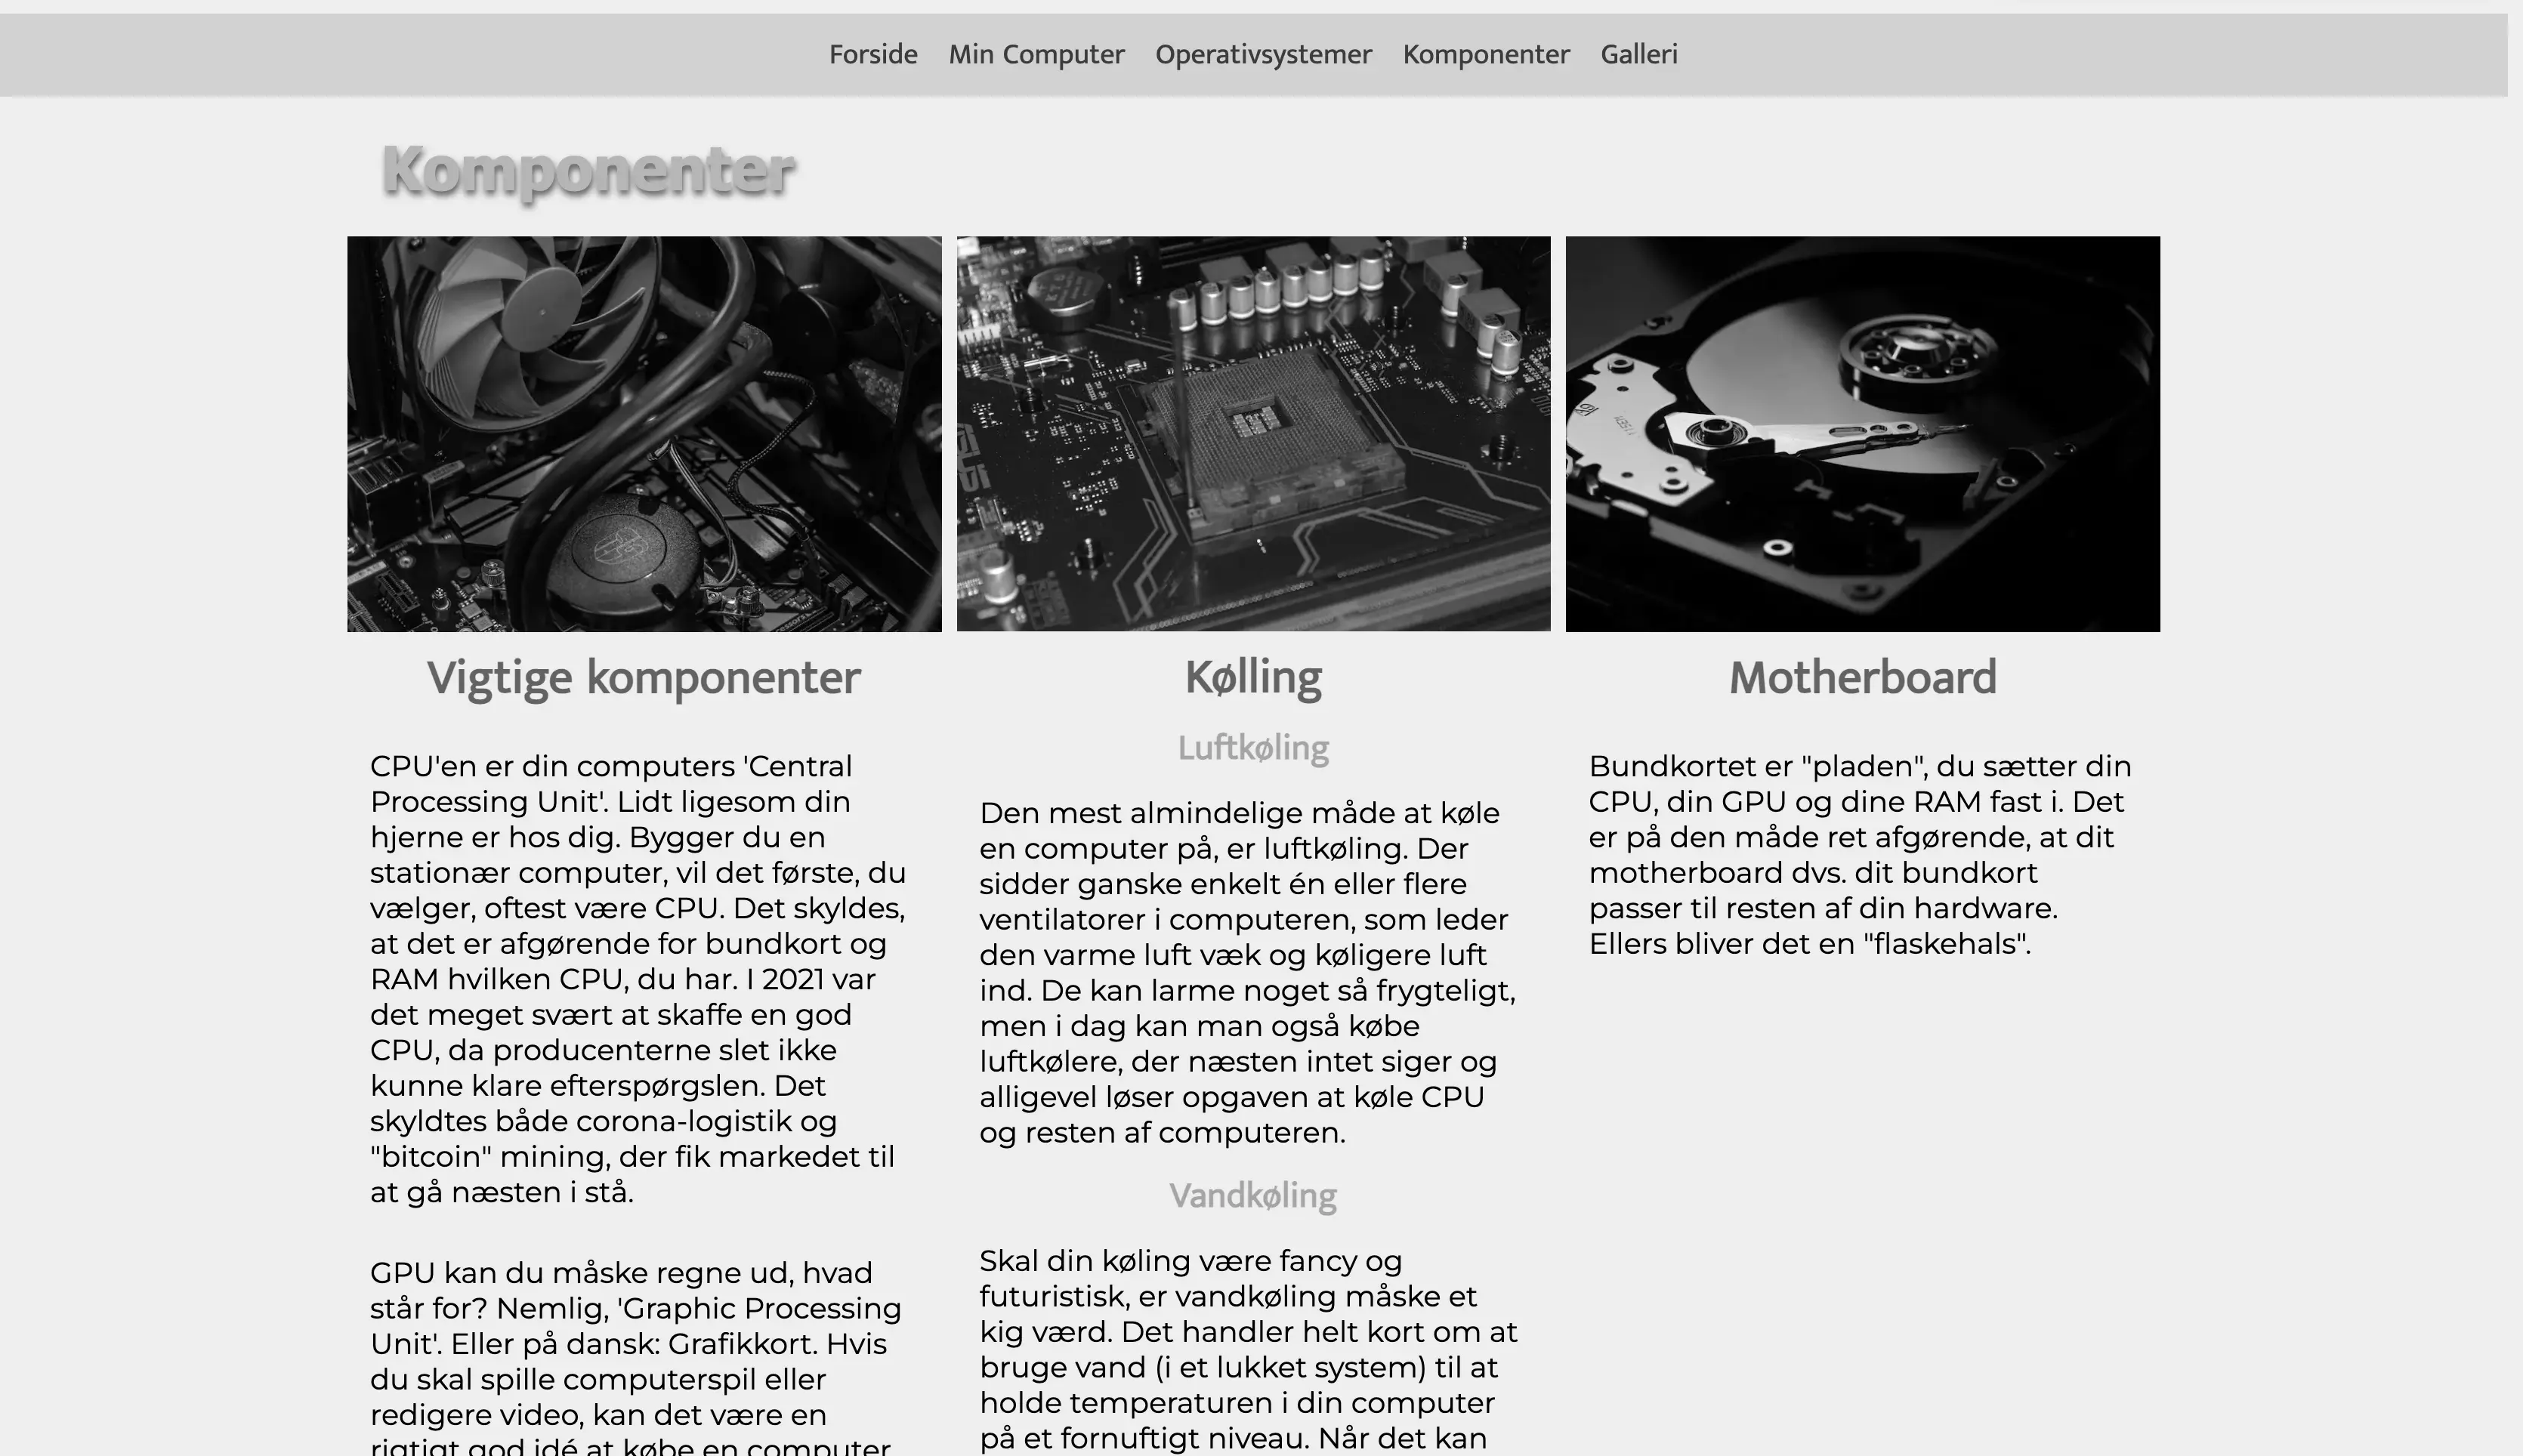 Forside Min Computer Operativsystemer Komponenter Galleri
Komponenter
Vigtige komponenter
CPU'en er din computers 'Central
Processing Unit'. Lidt ligesom din
hjerne er hos dig. Bygger du en
stationær computer, vil det første, du
vælger, oftest være CPU. Det skyldes,
at det er afgørende for bundkort og
RAM hvilken CPU, du har. I 2021 var
det meget svært at skaffe en god
CPU, da producenterne slet ikke
kunne klare efterspørgslen. Det
skyldtes både corona-logistik og
"bitcoin" mining, der fik markedet til
at gå næsten i stå.
GPU kan du måske regne ud, hvad
står for? Nemlig, 'Graphic Processing
Unit'. Eller på dansk: Grafikkort. Hvis
du skal spille computerspil eller
redigere video, kan det være en
rigtigt god idé at købe en computer
Kølling
Luftkøling
Den mest almindelige måde at køle
en computer på, er luftkøling. Der
sidder ganske enkelt én eller flere
ventilatorer i computeren, som leder
den varme luft væk og køligere luft
ind. De kan larme noget så frygteligt,
men i dag kan man også købe
luftkølere, der næsten intet siger og
alligevel løser opgaven at køle CPU
og resten af computeren.
Vandkøling
Skal din køling være fancy og
futuristisk, er vandkøling måske et
kig værd. Det handler helt kort om at
bruge vand (i et lukket system) til at
holde temperaturen i din computer
på et fornuftigt niveau. Når det kan
Motherboard
Bundkortet er "pladen", du sætter din
CPU, din GPU og dine RAM fast i. Det
er på den måde ret afgørende, at dit
motherboard dvs. dit bundkort
passer til resten af din hardware.
Ellers bliver det en "flaskehals".